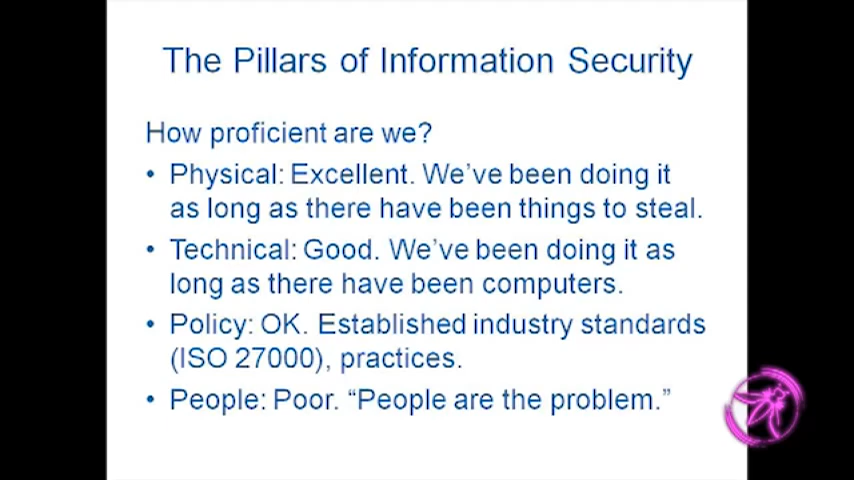 The Pillars of Information Security
How proficient are we?
• Physical: Excellent. We've been doing it
as long as there have been things to steal.
• Technical: Good. We've been doing it as
long as there have been computers.
• Policy: OK. Established industry standards
(ISO 27000), practices.
• People: Poor. “People are the problem.”